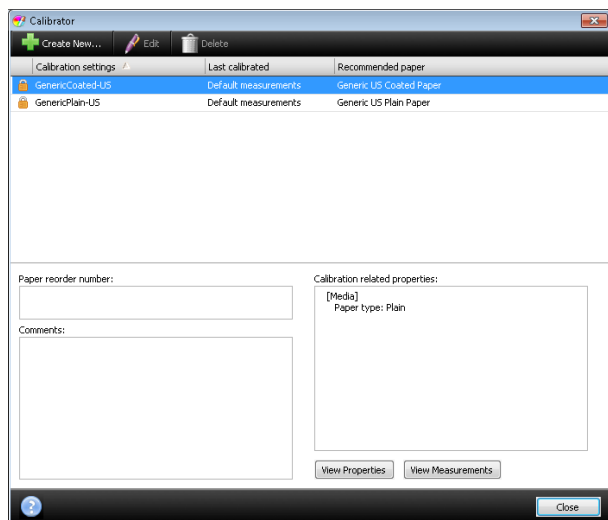 Calibrator
Create New... Edit Delete
Calibration settings Last calibrated Recommended paper
GenericCoated-US Default measurements Generic US Coated Paper
GenericPlain-US Default measurements Generic US Plain Paper
Paper reorder number:
Calibration related properties:
[Media]
Paper type: Plain
Comments:
View Properties View Measurements
? Close